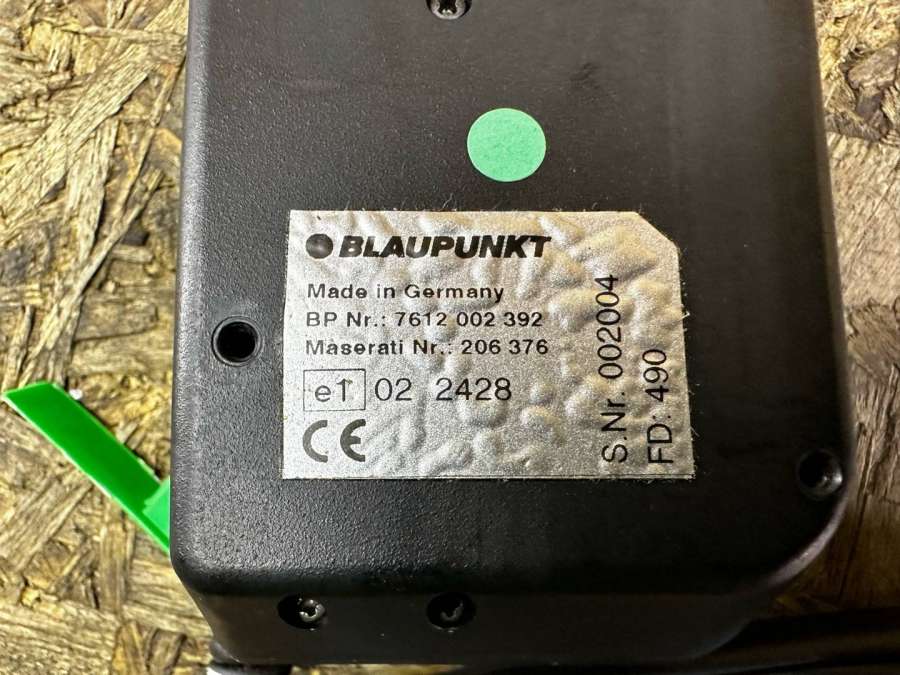 BLAUPUNKT
Made in Germany
BP Nr.: 7612 002 392
Maserati Nr.: 206 376
e1 02 2428
CE
S.Nr. 002004
FD: 490